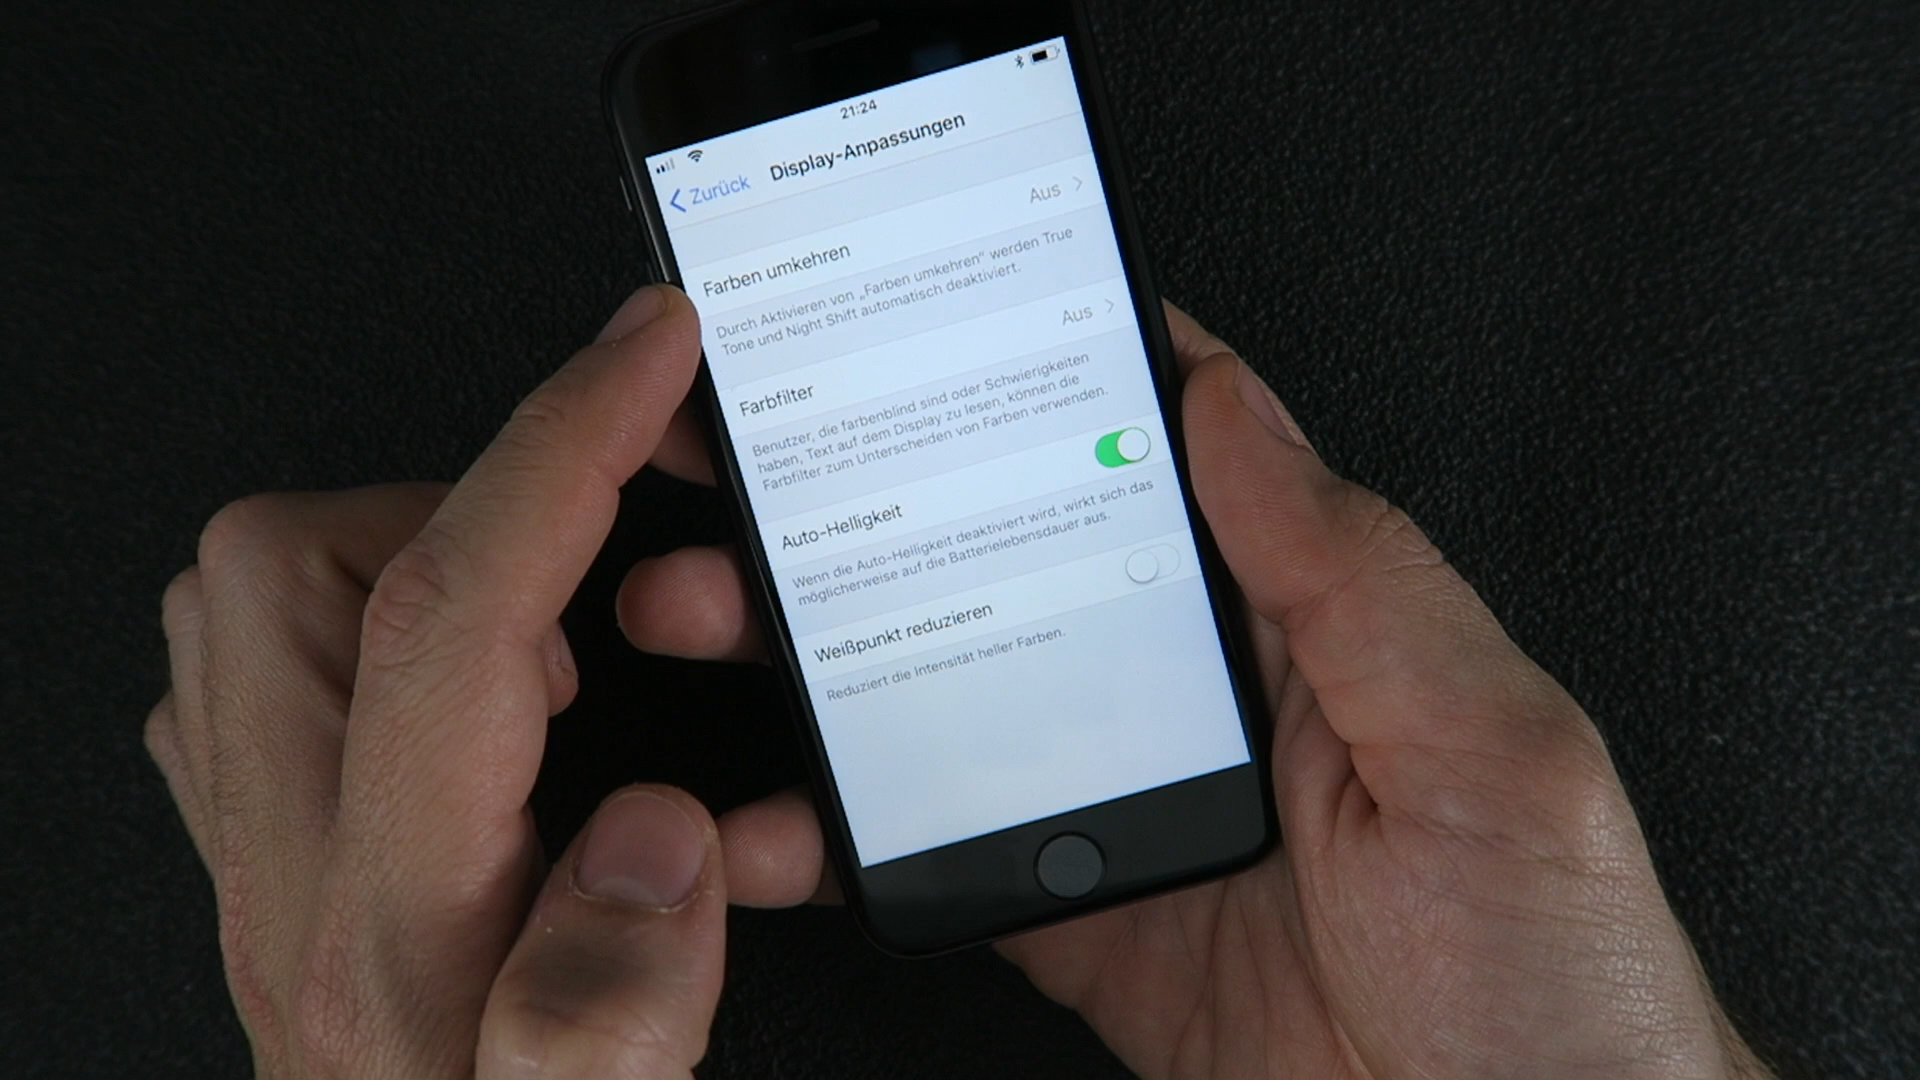 21:24
Zurück
Display-Anpassungen
Farben umkehren
Aus
Durch Aktivieren von „Farben umkehren“ werden True
Tone und Night Shift automatisch deaktiviert.
Farbfilter
Aus
Benutzer, die farbenblind sind oder Schwierigkeiten
haben, Text auf dem Display zu lesen, können die
Farbfilter zum Unterscheiden von Farben verwenden.
Auto-Helligkeit
Wenn die Auto-Helligkeit deaktiviert wird, wirkt sich das
möglicherweise auf die Batterielebensdauer aus.
Weißpunkt reduzieren
Reduziert die Intensität heller Farben.